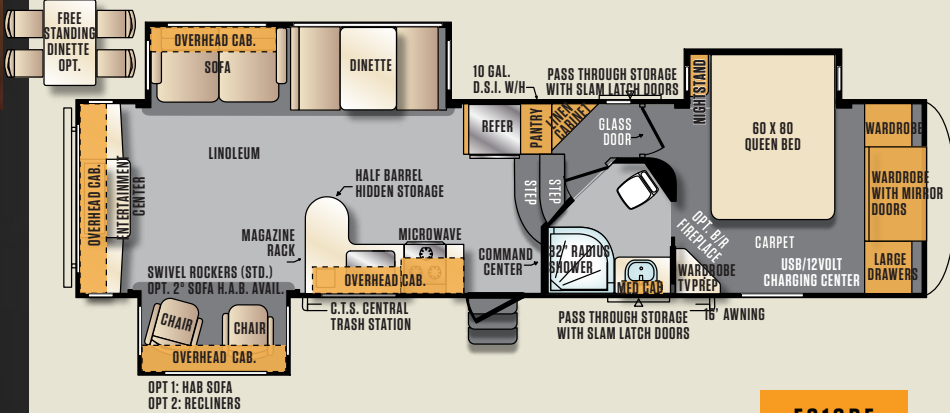 FREE
STANDING
DINETTE
OPT.
OVERHEAD CAB.
SOFA
DINETTE
10 GAL.
D.S.I. W/H
PASS THROUGH STORAGE
WITH SLAM LATCH DOORS
NIGHTSTAND
REFER
PANTRY
LINEN
CABINET
GLASS
DOOR
60 X 80
QUEEN BED
WARDROBE
WARDROBE
WITH MIRROR
DOORS
LARGE
DRAWERS
OVERHEAD CAB.
ENTERTAINMENT
CENTER
LINOLEUM
HALF BARREL
HIDDEN STORAGE
STEP
STEP
MAGAZINE
RACK
MICROWAVE
COMMAND
CENTER
32" RADIUS
SHOWER
OPT. B/R
FIREPLACE
CARPET
USB/12VOLT
CHARGING CENTER
SWIVEL ROCKERS (STD.)
OPT. 2" SOFA H.A.B. AVAIL.
OVERHEAD CAB.
MED CAB
WARDROBE
TVPREP
CHAIR
CHAIR
OVERHEAD CAB.
C.T.S. CENTRAL
TRASH STATION
PASS THROUGH STORAGE
WITH SLAM LATCH DOORS
16' AWNING
OPT 1: HAB SOFA
OPT 2: RECLINERS